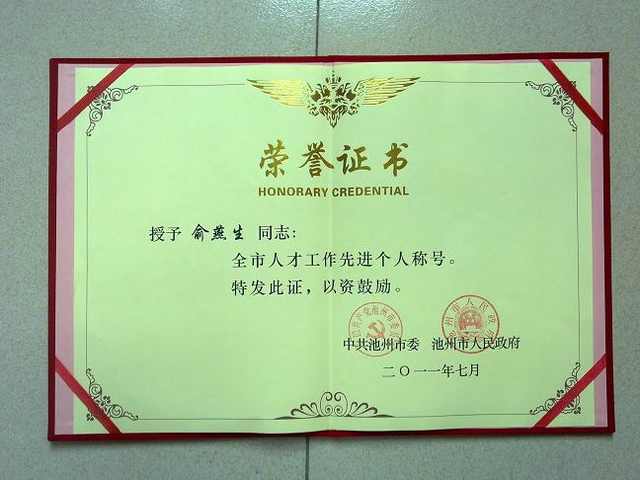 荣誉证书
HONORARY CREDENTIAL
授予 俞燕生 同志:
全市人才工作先进个人称号。
特发此证，以资鼓励。
中共池州市委 池州市人民政府
二〇一一年七月